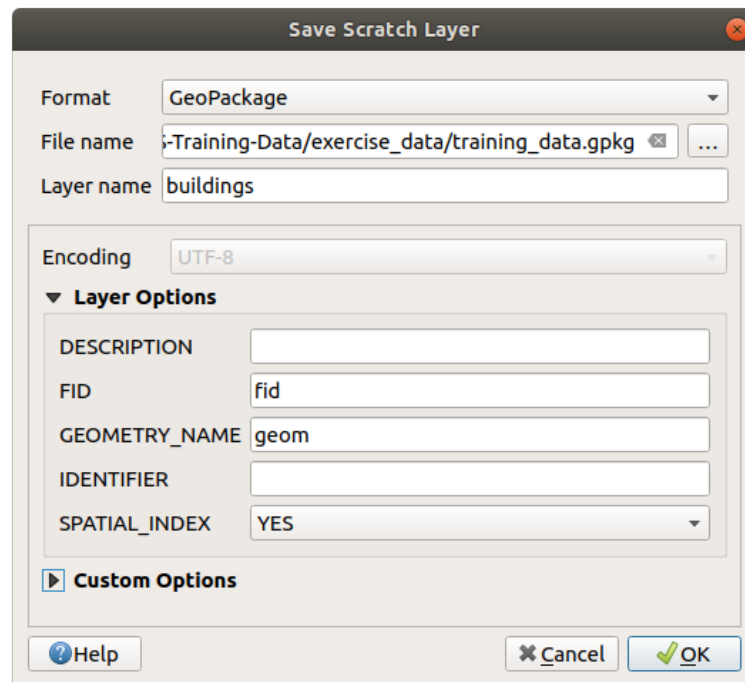 Save Scratch Layer
Format GeoPackage
File name -Training-Data/exercise_data/training_data.gpkg ...
Layer name buildings
Encoding UTF-8
Layer Options
DESCRIPTION
FID fid
GEOMETRY_NAME geom
IDENTIFIER
SPATIAL_INDEX YES
Custom Options
Help Cancel OK